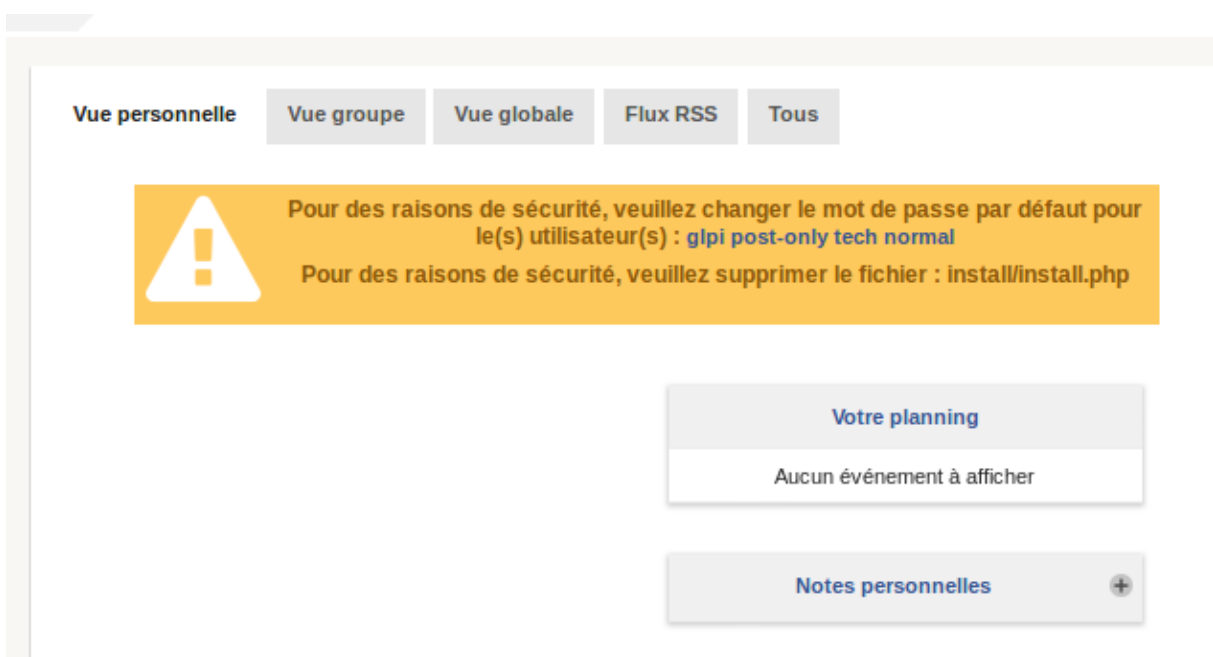 Vue personnelle
Vue groupe
Vue globale
Flux RSS
Tous
Pour des raisons de sécurité, veuillez changer le mot de passe par défaut pour
le(s) utilisateur(s) : glpi post-only tech normal
Pour des raisons de sécurité, veuillez supprimer le fichier : install/install.php
Votre planning
Aucun événement à afficher
Notes personnelles